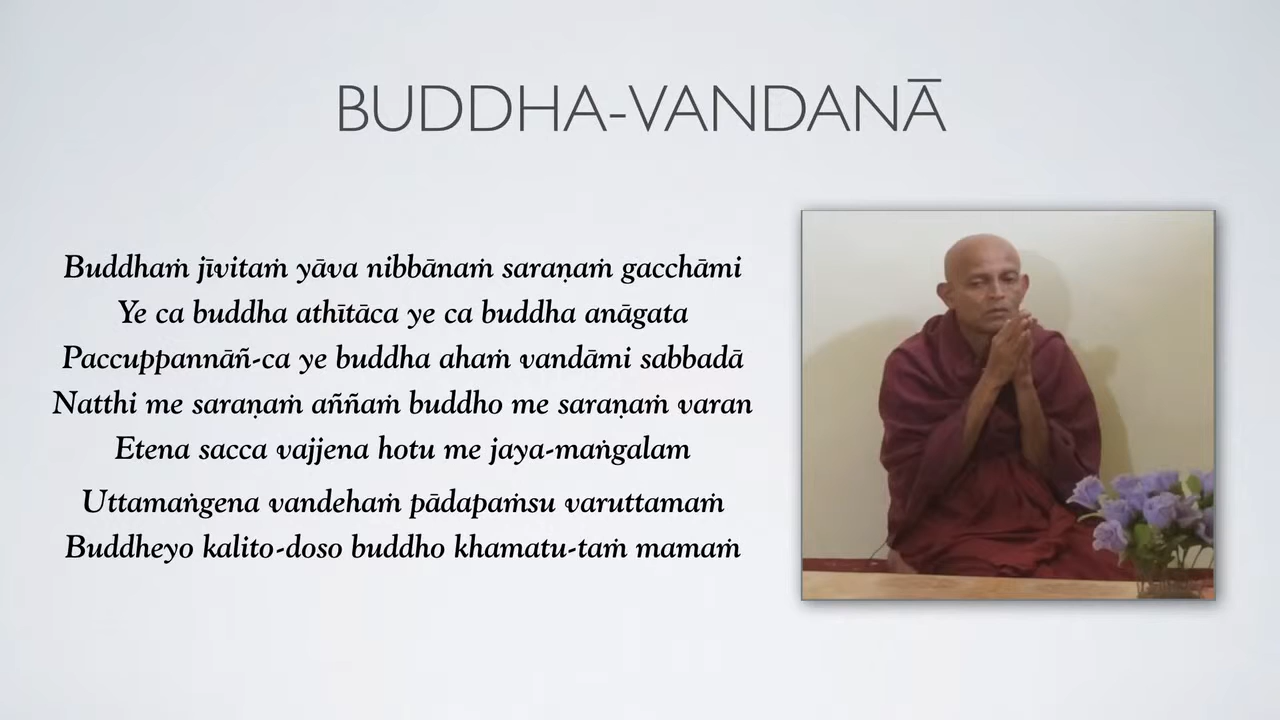 BUDDHA-VANDANĀ
Buddhaṁ jīvitaṁ yāva nibbānaṁ saraṇaṁ gacchāmi
Ye ca buddha athītāca ye ca buddha anāgata
Paccuppannāñ-ca ye buddha ahaṁ vandāmi sabbadā
Natthi me saraṇaṁ aññaṁ buddho me saraṇaṁ varan
Etena sacca vajjena hotu me jaya-maṅgalam
Uttamaṅgena vandehaṁ pādapaṁsu varuttamaṁ
Buddheyo kalito-doso buddho khamatu-taṁ mamaṁ